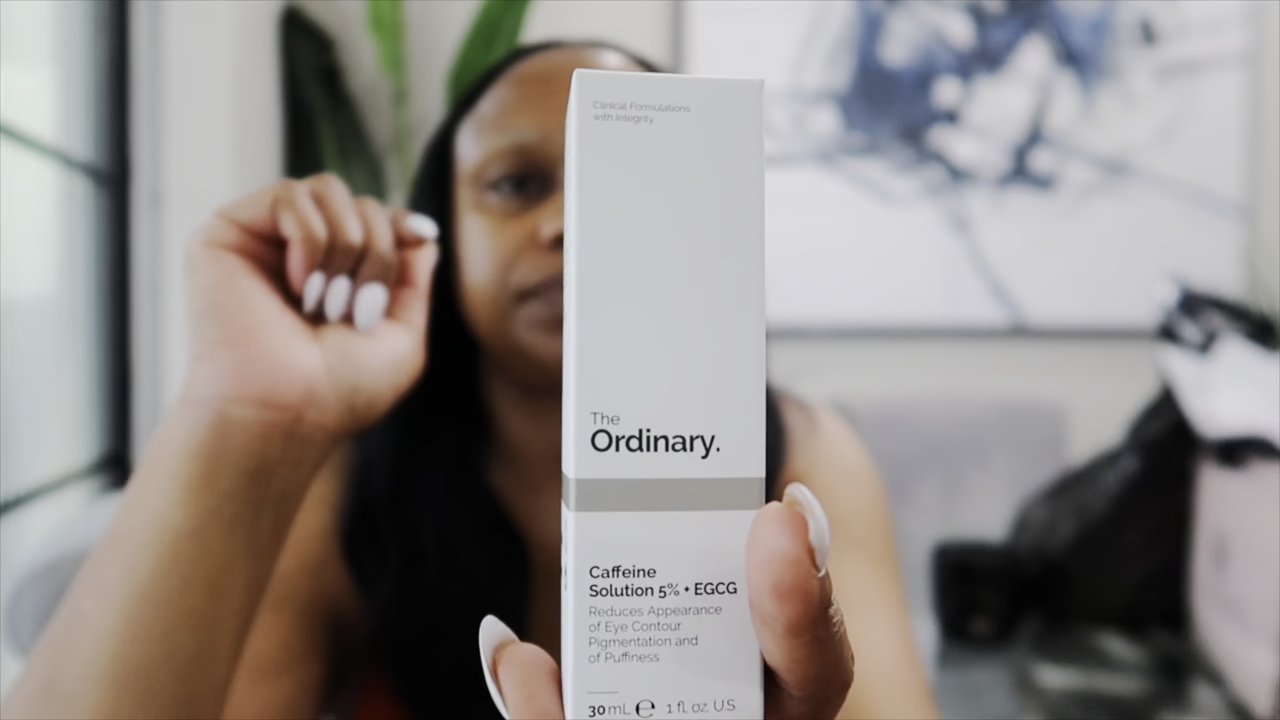 Clinical Formulations
with Integrity
The
Ordinary.
Caffeine
Solution 5% + EGCG
Reduces Appearance
of Eye Contour
Pigmentation and
of Puffiness
30 mL ℮ 1 fl. oz. U.S